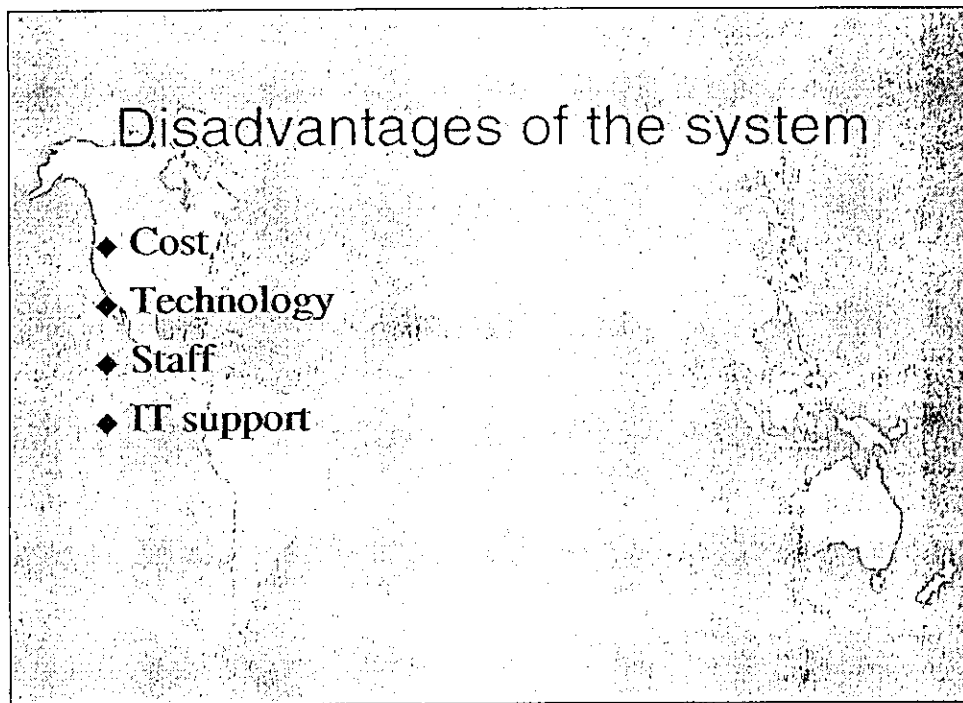 Disadvantages of the system
◆ Cost
◆ Technology
◆ Staff
◆ IT support